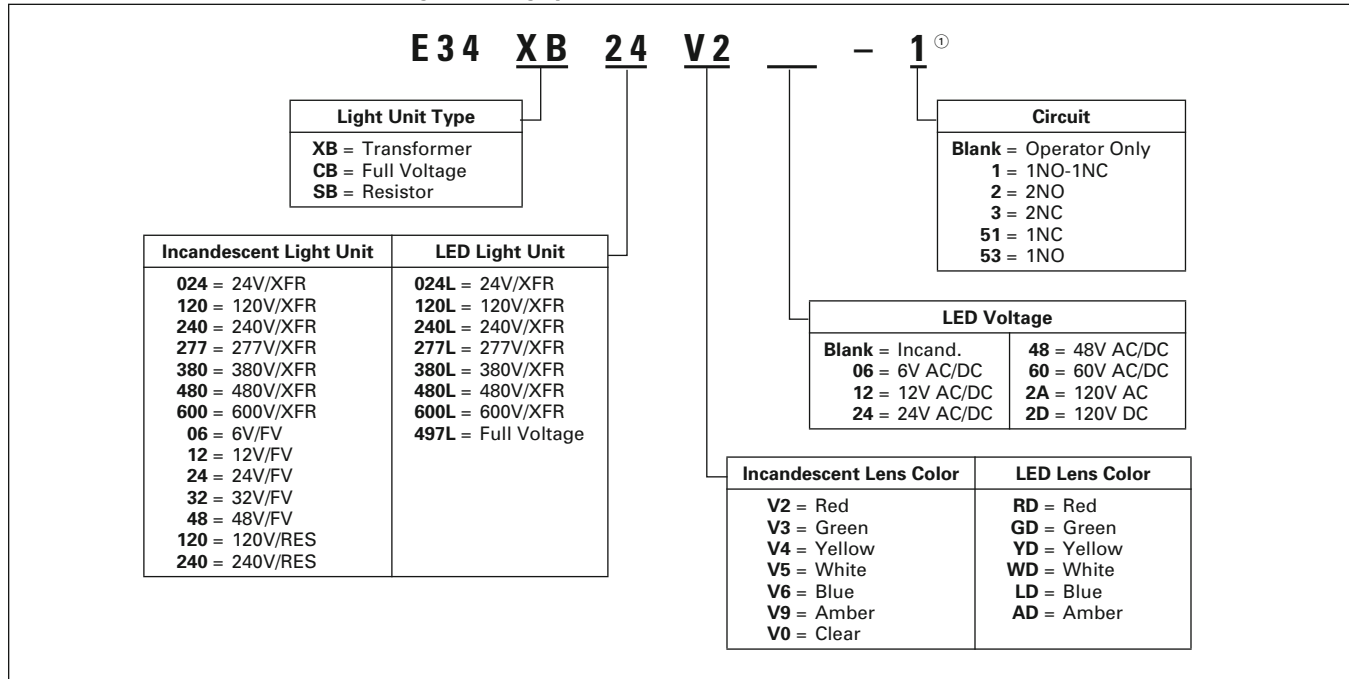 E34 XB 24 V2 ___ – 1 ①
Light Unit Type
XB = Transformer
CB = Full Voltage
SB = Resistor
Circuit
Blank = Operator Only
1 = 1NO-1NC
2 = 2NO
3 = 2NC
51 = 1NC
53 = 1NO
Incandescent Light Unit
024 = 24V/XFR
120 = 120V/XFR
240 = 240V/XFR
277 = 277V/XFR
380 = 380V/XFR
480 = 480V/XFR
600 = 600V/XFR
06 = 6V/FV
12 = 12V/FV
24 = 24V/FV
32 = 32V/FV
48 = 48V/FV
120 = 120V/RES
240 = 240V/RES
LED Light Unit
024L = 24V/XFR
120L = 120V/XFR
240L = 240V/XFR
277L = 277V/XFR
380L = 380V/XFR
480L = 480V/XFR
600L = 600V/XFR
497L = Full Voltage
LED Voltage
Blank = Incand.
06 = 6V AC/DC
12 = 12V AC/DC
24 = 24V AC/DC
48 = 48V AC/DC
60 = 60V AC/DC
2A = 120V AC
2D = 120V DC
Incandescent Lens Color
V2 = Red
V3 = Green
V4 = Yellow
V5 = White
V6 = Blue
V9 = Amber
V0 = Clear
LED Lens Color
RD = Red
GD = Green
YD = Yellow
WD = White
LD = Blue
AD = Amber